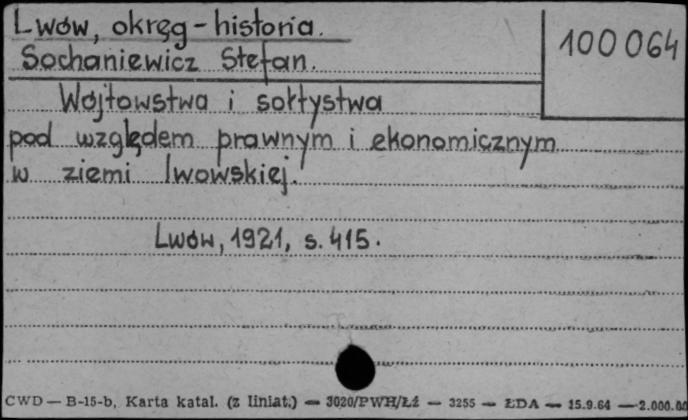 Lwów, okręg - historia.
100 064
Sochaniewicz Stefan.
Wójtowstwa i sołtystwa
pod względem prawnym i ekonomicznym
w ziemi lwowskiej.
Lwów, 1921, s. 415.
CWD — B-15-b, Karta katal. (z liniat.) — 3020/PWH/Łź — 3255 — ŁDA — 15.9.64 — 2.000.00